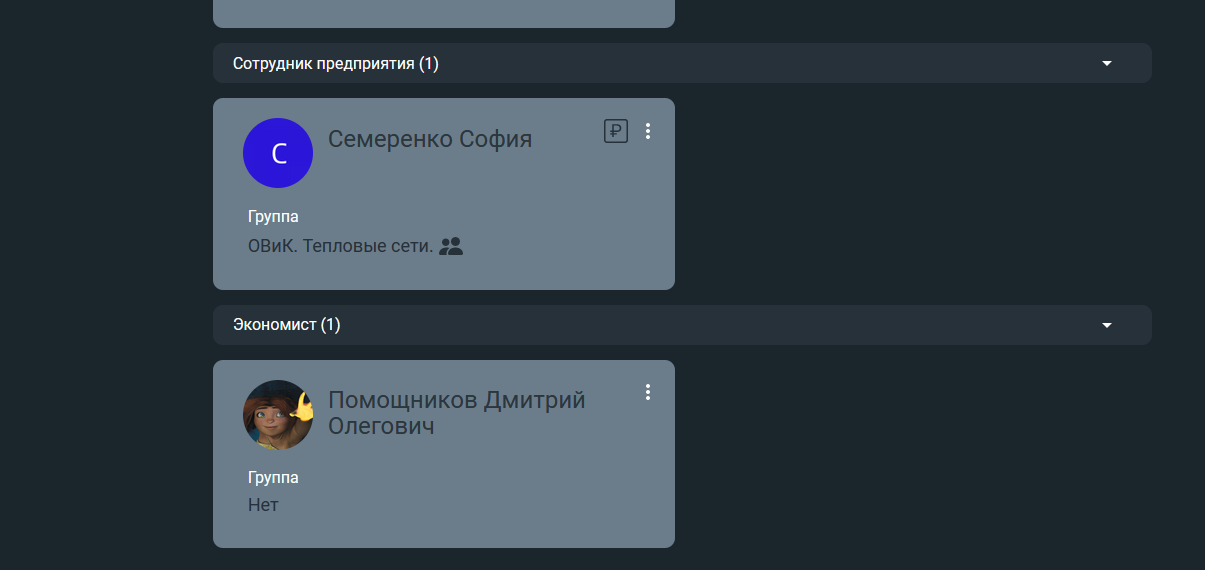 Сотрудник предприятия (1)
С
Семеренко София
₽
Группа
ОВиК. Тепловые сети.
Экономист (1)
Помощников Дмитрий
Олегович
Группа
Нет